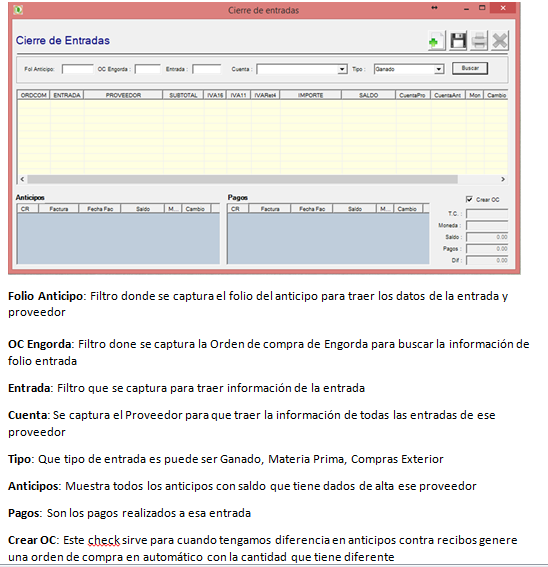 Cierre de entradas
Cierre de Entradas
Fol Anticipo: OC Engorda : Entrada : Cuenta : Tipo : Ganado Buscar
ORDCOM ENTRADA PROVEEDOR SUBTOTAL IVA16 IVA11 IVARet4 IMPORTE SALDO CuentaPro CuentaAnt Mon Cambio
Anticipos Pagos
CR Factura Fecha Fac Saldo M... Cambio CR Factura Fecha Fac Saldo M... Cambio
Crear OC
T.C. :
Moneda :
Saldo : 0.00
Pagos : 0.00
Dif : 0.00
Folio Anticipo: Filtro donde se captura el folio del anticipo para traer los datos de la entrada y
proveedor
OC Engorda: Filtro done se captura la Orden de compra de Engorda para buscar la información de
folio entrada
Entrada: Filtro que se captura para traer información de la entrada
Cuenta: Se captura el Proveedor para que traer la información de todas las entradas de ese
proveedor
Tipo: Que tipo de entrada es puede ser Ganado, Materia Prima, Compras Exterior
Anticipos: Muestra todos los anticipos con saldo que tiene dados de alta ese proveedor
Pagos: Son los pagos realizados a esa entrada
Crear OC: Este check sirve para cuando tengamos diferencia en anticipos contra recibos genere
una orden de compra en automático con la cantidad que tiene diferente